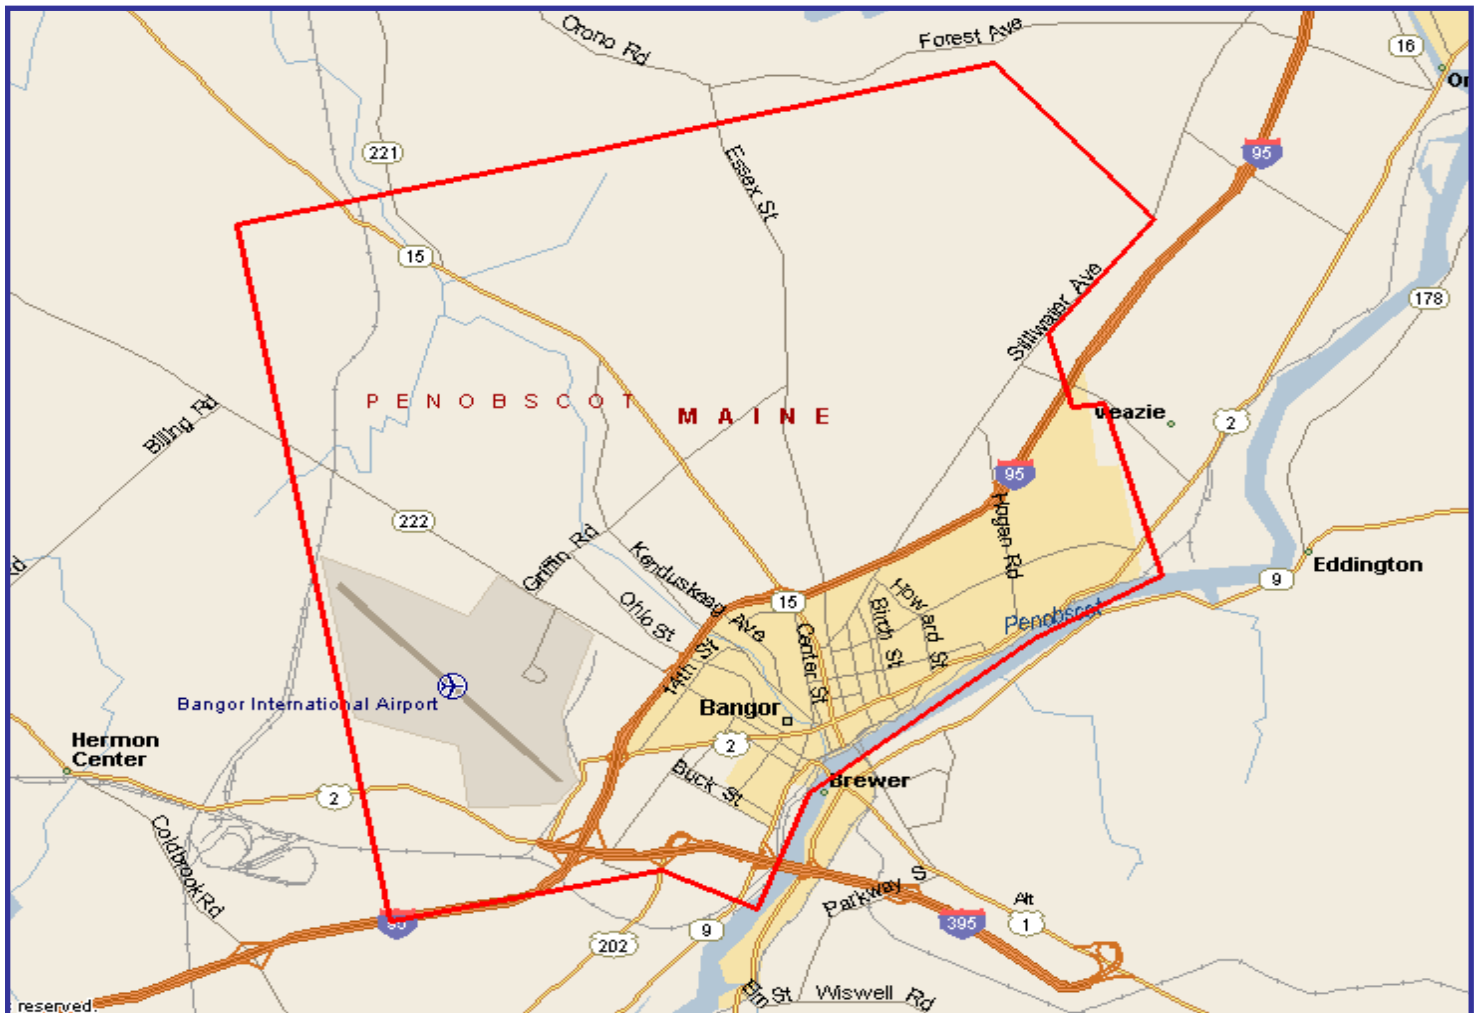 Orono Rd
Forest Ave
16
Or
221
95
Essex St
15
178
Stillwater Ave
PENOBSCOT
MAINE
Billing Rd
Veazie
2
95
222
Hogan Rd
Rd
Griffin Rd
Kenduskeag Ave
Eddington
9
Ohio St
15
Howard St
Birch St
Penobscot
Center St
14th St
Bangor International Airport
Bangor
Hermon
Center
2
Buck St
Brewer
2
Coldbrook Rd
Parkway S
Alt
1
95
9
395
202
Elm St
Wiswell Rd
reserved.